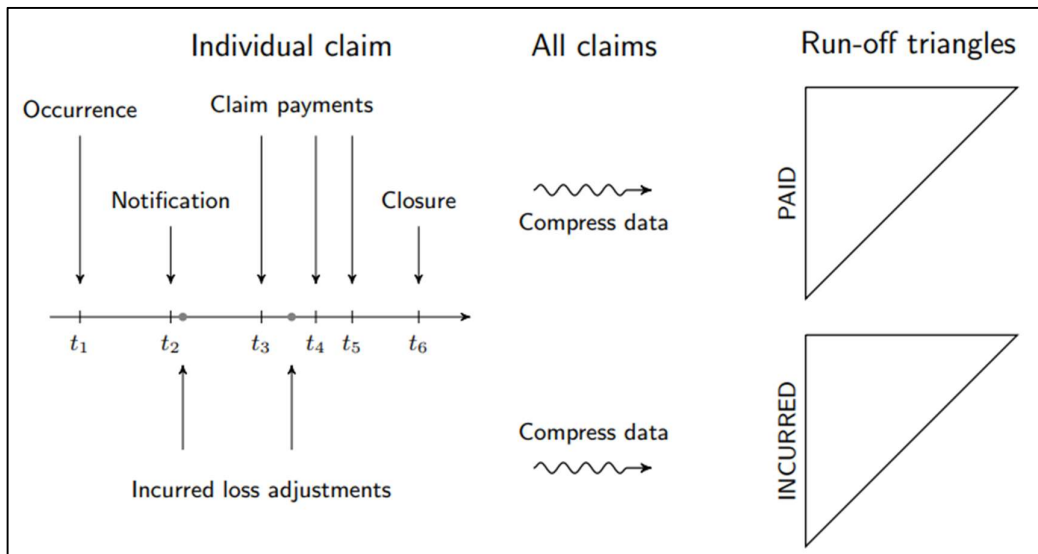 Individual claim
All claims
Run-off triangles
Occurrence
Claim payments
Notification
Closure
t₁
t₂
t₃
t₄
t₅
t₆
Incurred loss adjustments
Compress data
Compress data
PAID
INCURRED